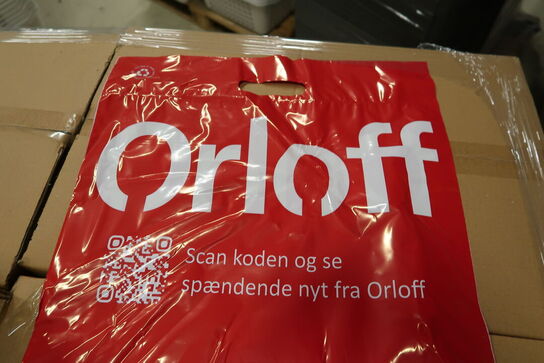 Orloff
Scan koden og se
spændende nyt fra Orloff